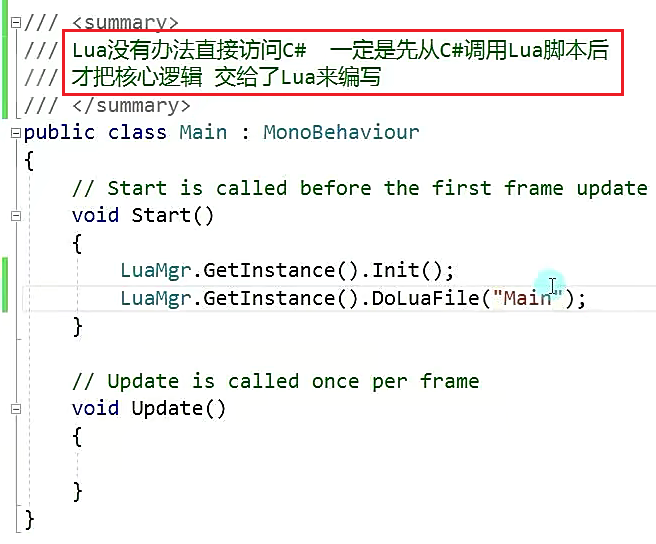 /// <summary>
/// Lua没有办法直接访问C#  一定是先从C#调用Lua脚本后
/// 才把核心逻辑 交给了Lua来编写
/// </summary>
public class Main : MonoBehaviour
{
    // Start is called before the first frame update
    void Start()
    {
        LuaMgr.GetInstance().Init();
        LuaMgr.GetInstance().DoLuaFile("Main");
    }

    // Update is called once per frame
    void Update()
    {

    }
}